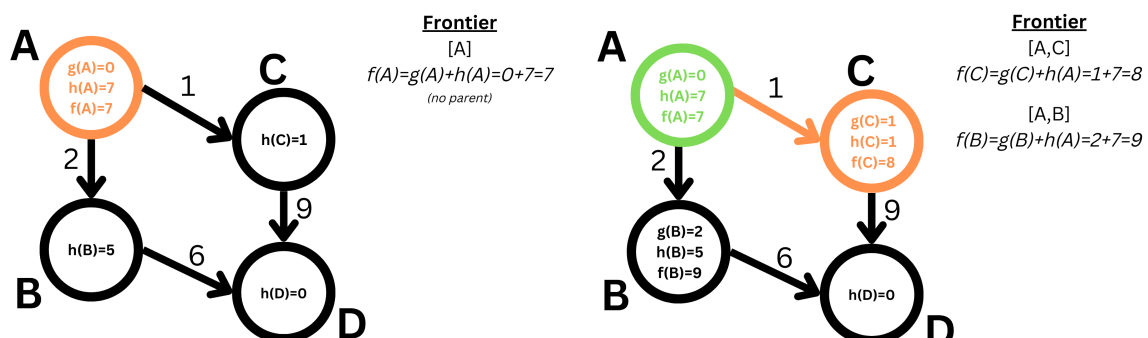 A
g(A)=0
h(A)=7
f(A)=7
1
C
h(C)=1
2
9
h(B)=5
B
6
h(D)=0
D
Frontier
[A]
f(A)=g(A)+h(A)=0+7=7
(no parent)
A
g(A)=0
h(A)=7
f(A)=7
1
C
g(C)=1
h(C)=1
f(C)=8
2
9
g(B)=2
h(B)=5
f(B)=9
B
6
h(D)=0
D
Frontier
[A,C]
f(C)=g(C)+h(A)=1+7=8
[A,B]
f(B)=g(B)+h(A)=2+7=9